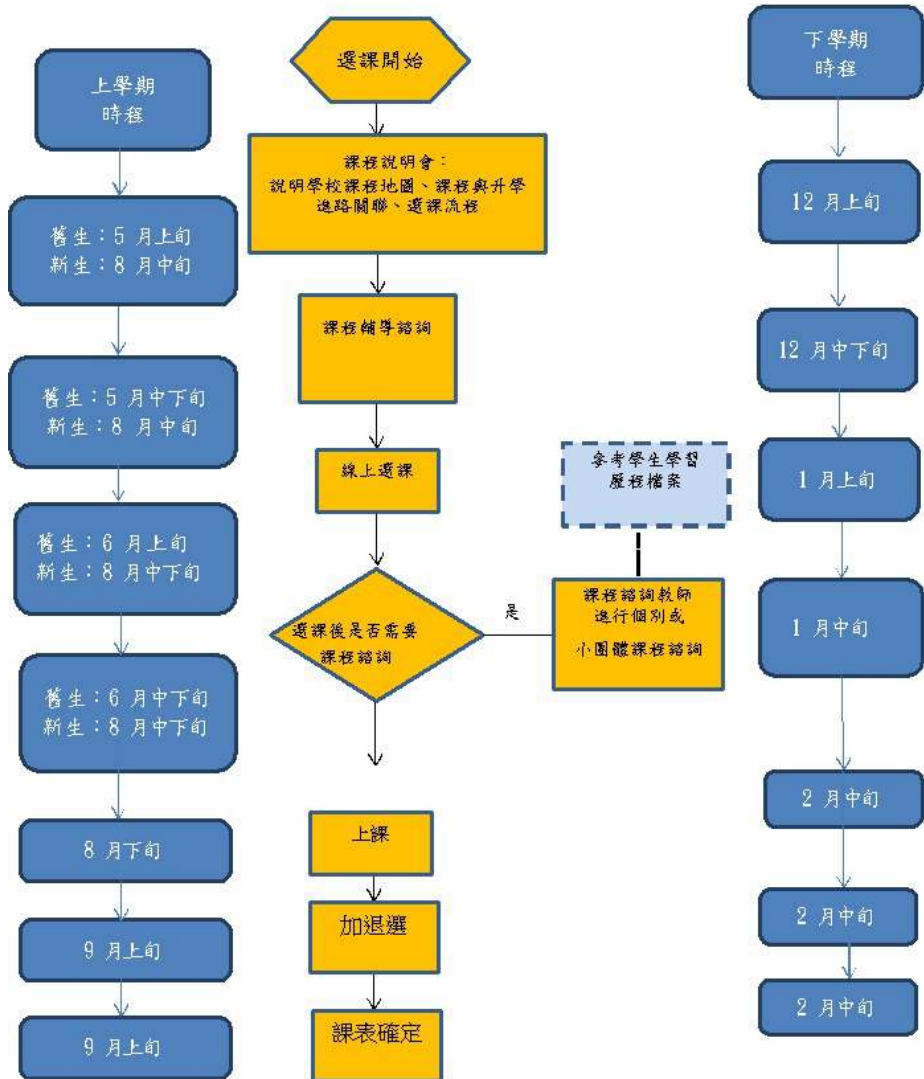 上學期
時程
舊生：5 月上旬
新生：8 月中旬
舊生：5 月中下旬
新生：8 月中旬
舊生：6 月上旬
新生：8 月中下旬
舊生：6 月中下旬
新生：8 月中下旬
8 月下旬
9 月上旬
9 月上旬
選課開始
課程說明會：
說明學校課程地圖、課程與升學
進路關聯、選課流程
課程輔導諮詢
線上選課
選課後是否需要
課程諮詢
是
參考學生學習
歷程檔案
課程諮詢教師
進行個別或
小團體課程諮詢
上課
加退選
課表確定
下學期
時程
12 月上旬
12 月中下旬
1 月上旬
1 月中旬
2 月中旬
2 月中旬
2 月中旬